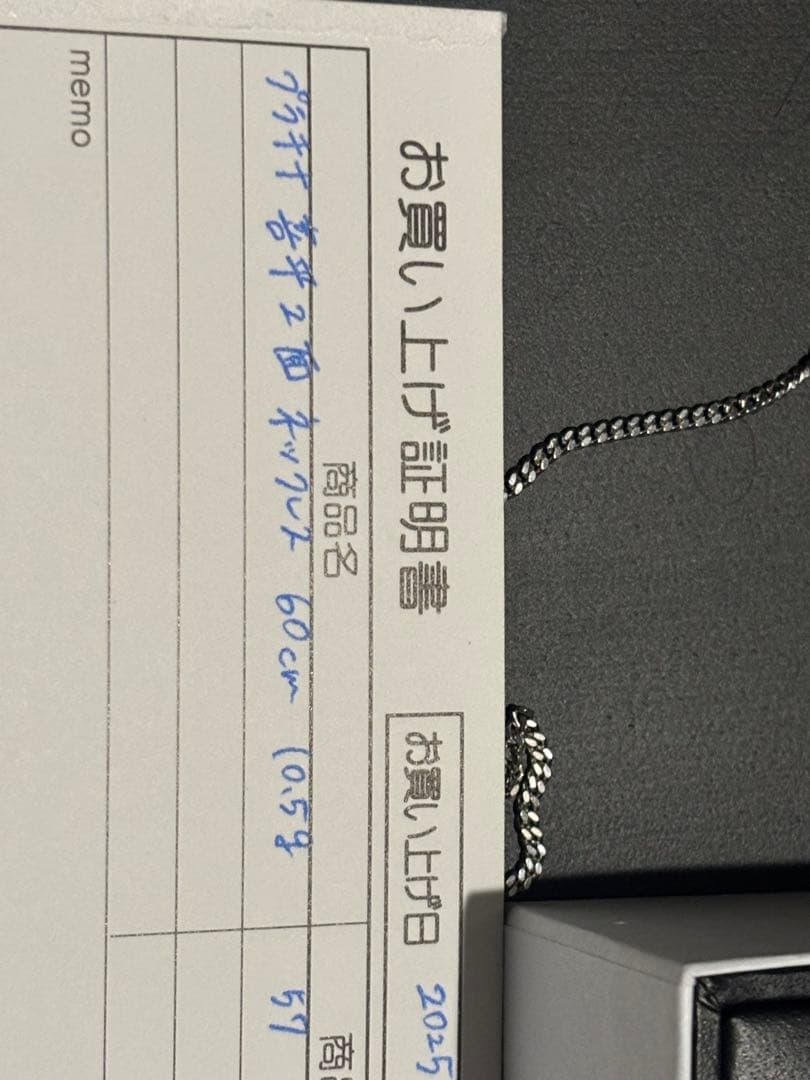 お買い上げ証明書
お買い上げ日 2025
商品名
プラチナ 喜平2面 ネックレス 60cm 10.5g
57
memo